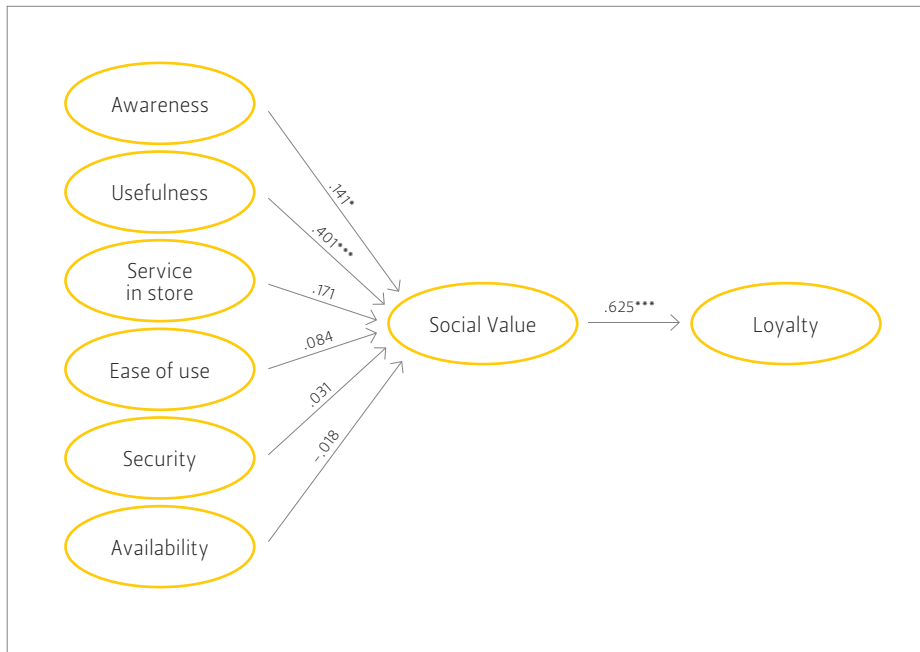 Awareness
.141*
Usefulness
.401***
Service
in store
.171
Ease of use
.084
Security
.031
Availability
-.018
Social Value
.625***
Loyalty